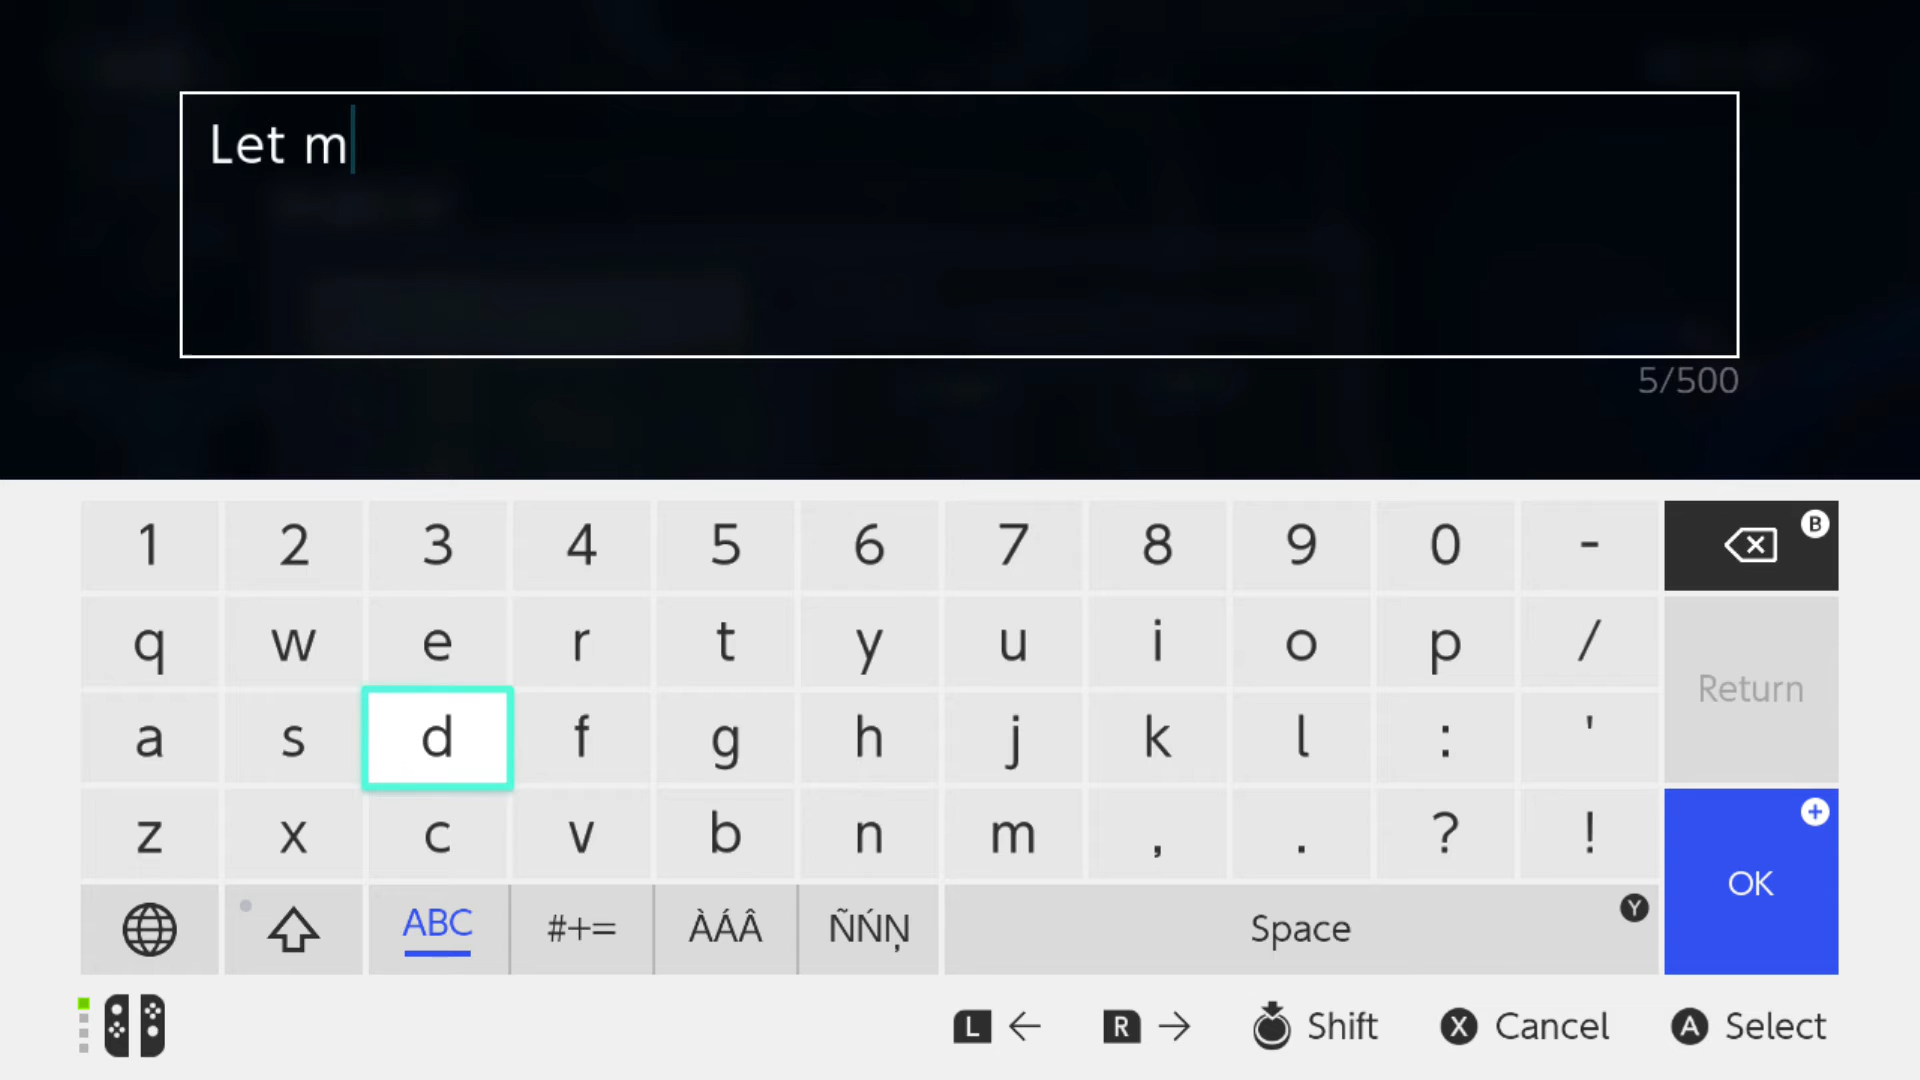 Let m
5/500
1 2 3 4 5 6 7 8 9 0 - B
q w e r t y u i o p /
Return
a s d f g h j k l : '
z x c v b n m , . ? ! +
OK
ABC #+= ÀÁÂ ÑŃŅ Space Y
L ← R → Shift X Cancel A Select